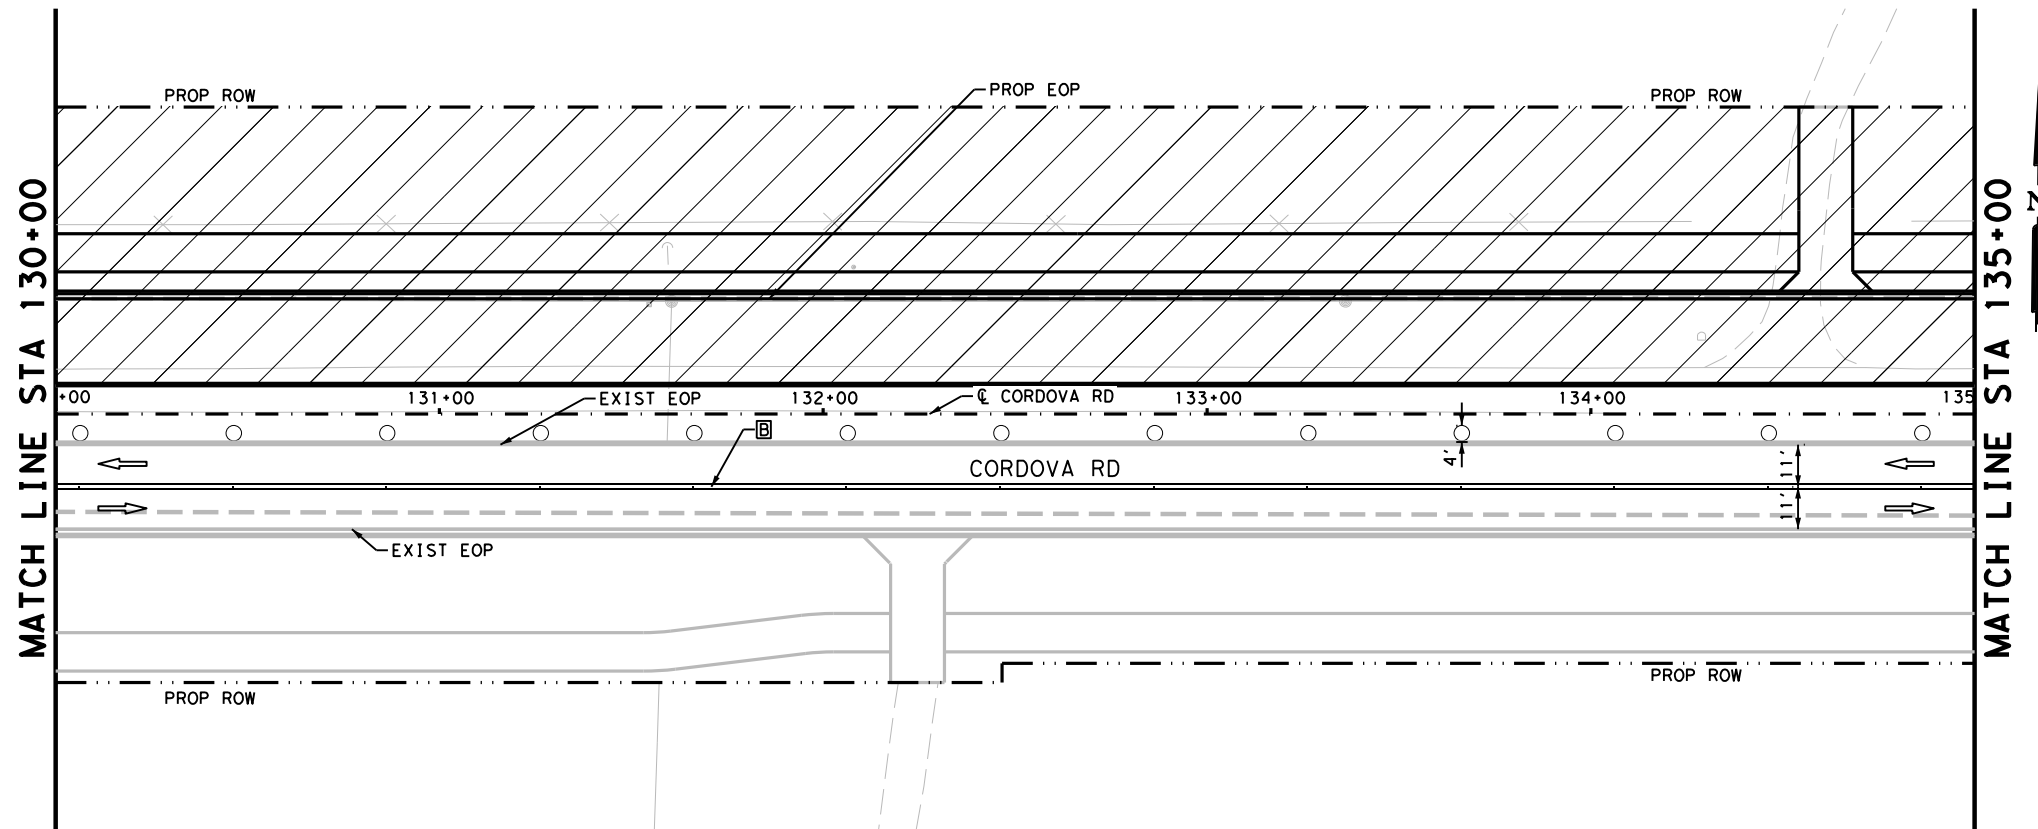 PROP EOP
PROP ROW
PROP ROW
MATCH LINE STA 130+00
MATCH LINE STA 135+00
N
+00
131+00
EXIST EOP
132+00
℄ CORDOVA RD
133+00
134+00
135
B
4'
11'
CORDOVA RD
11'
EXIST EOP
PROP ROW
PROP ROW